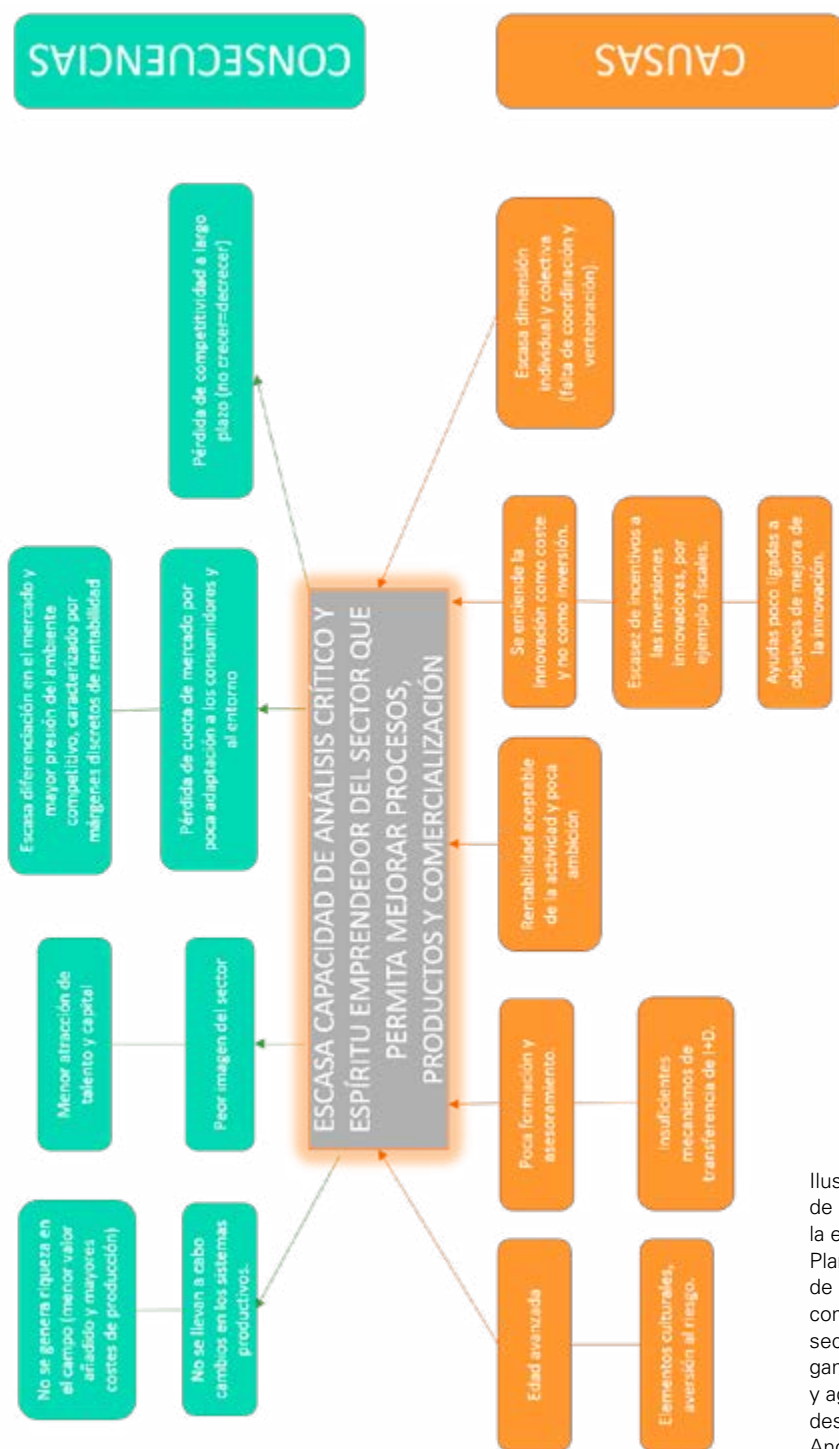 CONSECUENCIAS
No se genera riqueza en
el campo (menor valor
añadido y mayores
costes de producción)
No se llevan a cabo
cambios en los sistemas
productivos.
Menor atracción de
talento y capital
Peor imagen del sector
Escasa diferenciación en el mercado y
mayor presión del ambiente
competitivo, caracterizado por
márgenes discretos de rentabilidad
Pérdida de cuota de mercado por
poca adaptación a los consumidores y
al entorno
Pérdida de competitividad a largo
plazo (no crecer=decrecer)
ESCASA CAPACIDAD DE ANÁLISIS CRÍTICO Y
ESPÍRITU EMPRENDEDOR DEL SECTOR QUE
PERMITA MEJORAR PROCESOS,
PRODUCTOS Y COMERCIALIZACIÓN
CAUSAS
Edad avanzada
Elementos culturales,
aversión al riesgo.
Poca formación y
asesoramiento.
Insuficientes
mecanismos de
transferencia de I+D.
Rentabilidad aceptable
de la actividad y poca
ambición
Se entiende la
innovación como coste
y no como inversión.
Escasez de incentivos a
las inversiones
innovadoras, por
ejemplo fiscales.
Ayudas poco ligadas a
objetivos de mejora de
la innovación.
Escasa dimensión
individual y colectiva
(falta de coordinación y
vertebración).
Ilus
de
la e
Plan
de
con
sec
gan
y ag
des